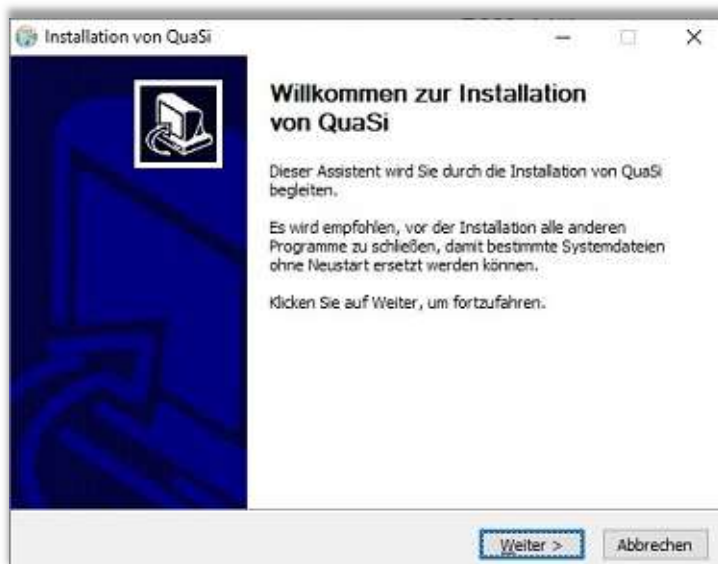 Installation von QuaSi
Willkommen zur Installation
von QuaSi
Dieser Assistent wird Sie durch die Installation von QuaSi
begleiten.
Es wird empfohlen, vor der Installation alle anderen
Programme zu schließen, damit bestimmte Systemdateien
ohne Neustart ersetzt werden können.
Klicken Sie auf Weiter, um fortzufahren.
Weiter >
Abbrechen